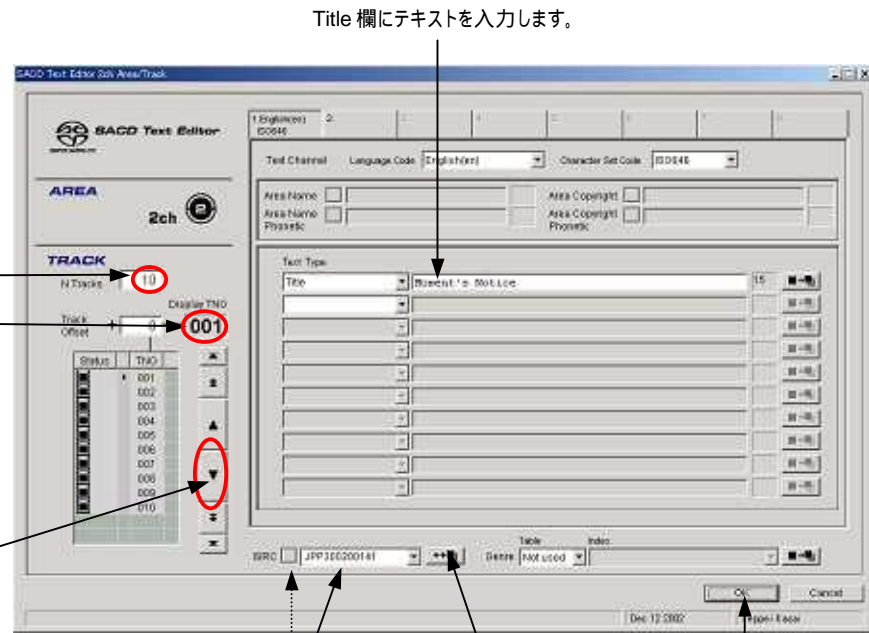 Title 欄にテキストを入力します。
SACD Text Editor 2ch Area/Track
SACD Text Editor
1.English(en) 2.
ISO646
Text Channel Language Code English(en) Character Set Code ISO646
AREA
2ch
Area Name Area Copyright
Area Name Phonetic Area Copyright Phonetic
TRACK
N Tracks 10
Display TNO
Track Offset + 0 001
Status TNO
001
002
003
004
005
006
007
008
009
010
Text Type
Title Moment's Notice 15
ISRC JPP300200141
Table Index
Genre Not used
OK Cancel
Dec 12 2002